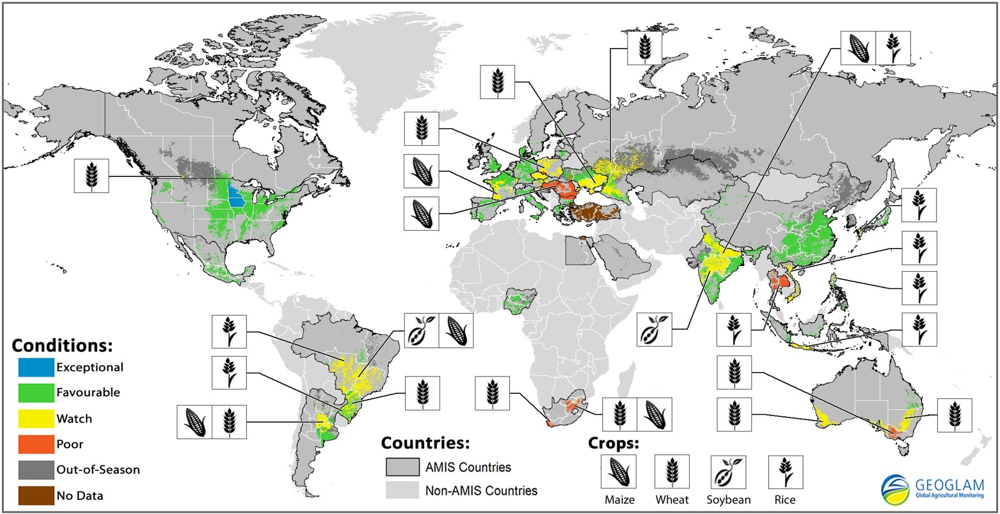 Conditions:
Exceptional
Favourable
Watch
Poor
Out-of-Season
No Data
Countries:
AMIS Countries
Non-AMIS Countries
Crops:
Maize
Wheat
Soybean
Rice
GEOGLAM
Global Agricultural Monitoring